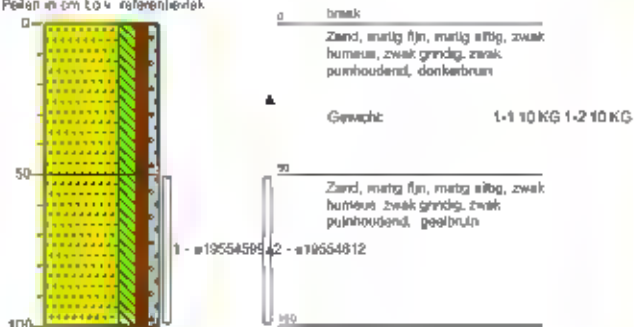 Peilen in cm t.o.v. referentievlak
0
0
braak
Zand, matig fijn, matig siltig, zwak
humeus, zwak grindig, zwak
puinhoudend, donkerbruin
Gewicht: 1-1 10 KG 1-2 10 KG
50
50
Zand, matig fijn, matig siltig, zwak
humeus, zwak grindig, zwak
puinhoudend, geelbruin
1 - 2 -
100
100